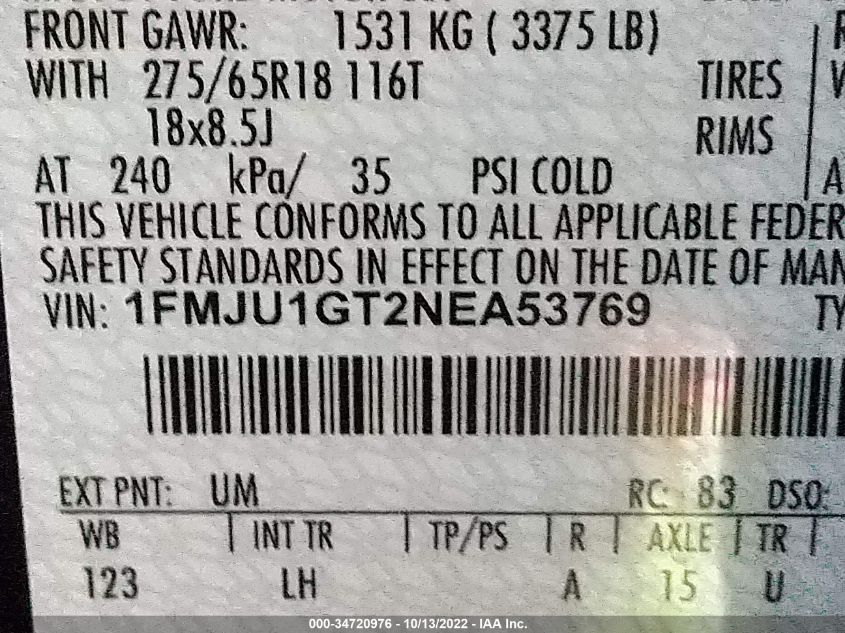 FRONT GAWR: 1531 KG ( 3375 LB)
WITH 275/65R18 116T TIRES
18x8.5J RIMS
AT 240 kPa/ 35 PSI COLD
THIS VEHICLE CONFORMS TO ALL APPLICABLE FEDER
SAFETY STANDARDS IN EFFECT ON THE DATE OF MAN
VIN: 1FMJU1GT2NEA53769 TY
EXT PNT: UM RC: 83 DSO:
WB | INT TR | TP/PS | R | AXLE | TR |
123 LH A 15 U
000-34720976 - 10/13/2022 - IAA Inc.